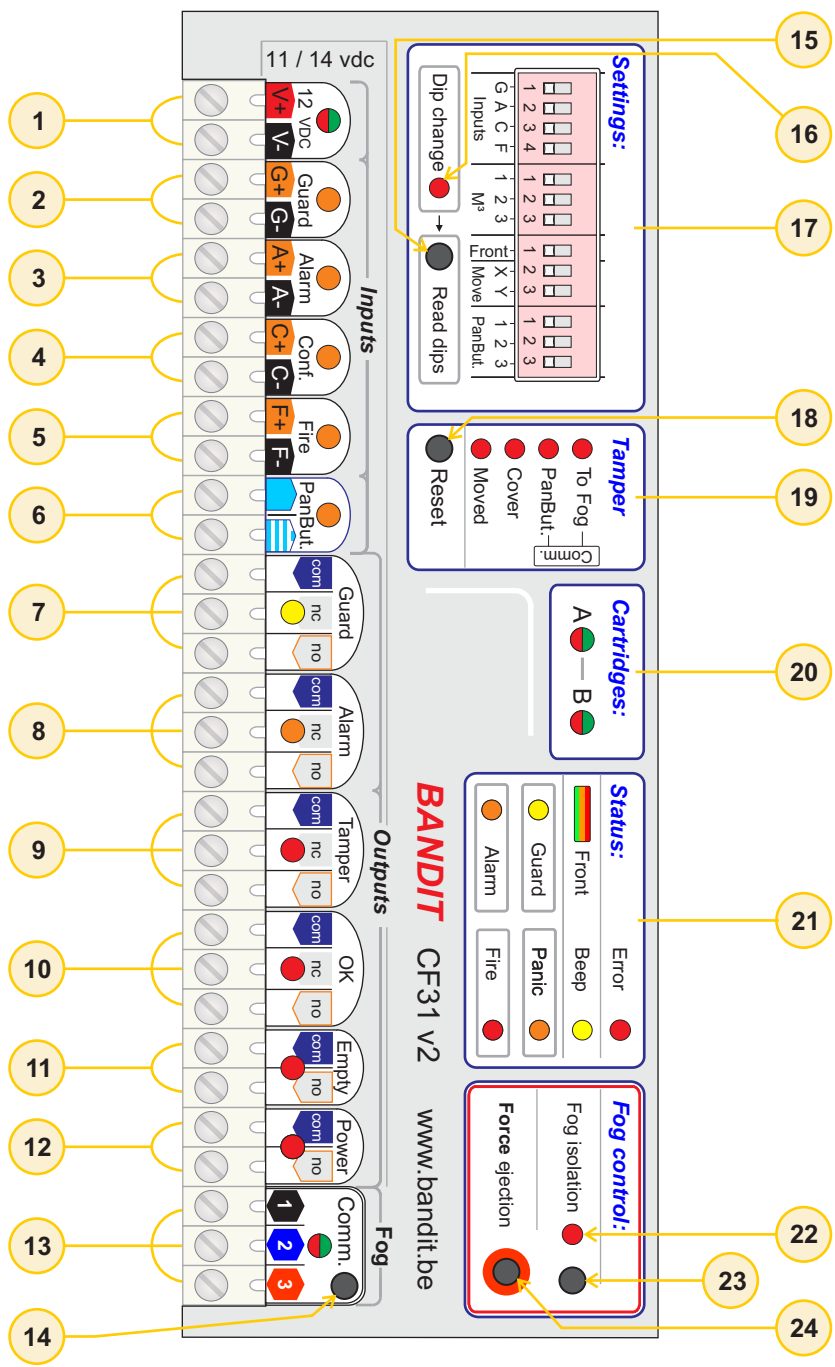 11 / 14 vdc
12 VDC
V+ V-
Guard
G+ G-
Alarm
A+ A-
Conf.
C+ C-
Fire
F+ F-
PanBut.
Inputs
Guard
com nc no
Alarm
com nc no
Tamper
com nc no
OK
com nc no
Empty
com no
Power
com no
Outputs
Comm.
1 2 3
Fog
Settings:
1 2 3 4 1 2 3 1 2 3 1 2 3
G A C F
Inputs
1 2 3
M³
Front
X Y
Move
1 2 3
PanBut.
Dip change
Read dips
Tamper
To Fog
PanBut.
Comm.
Cover
Moved
Reset
Cartridges:
A B
BANDIT CF31 v2 www.bandit.be
Status:
Error
Front Beep
Guard Panic
Alarm Fire
Fog control:
Fog isolation
Force ejection
1
2
3
4
5
6
7
8
9
10
11
12
13
14
15
16
17
18
19
20
21
22
23
24